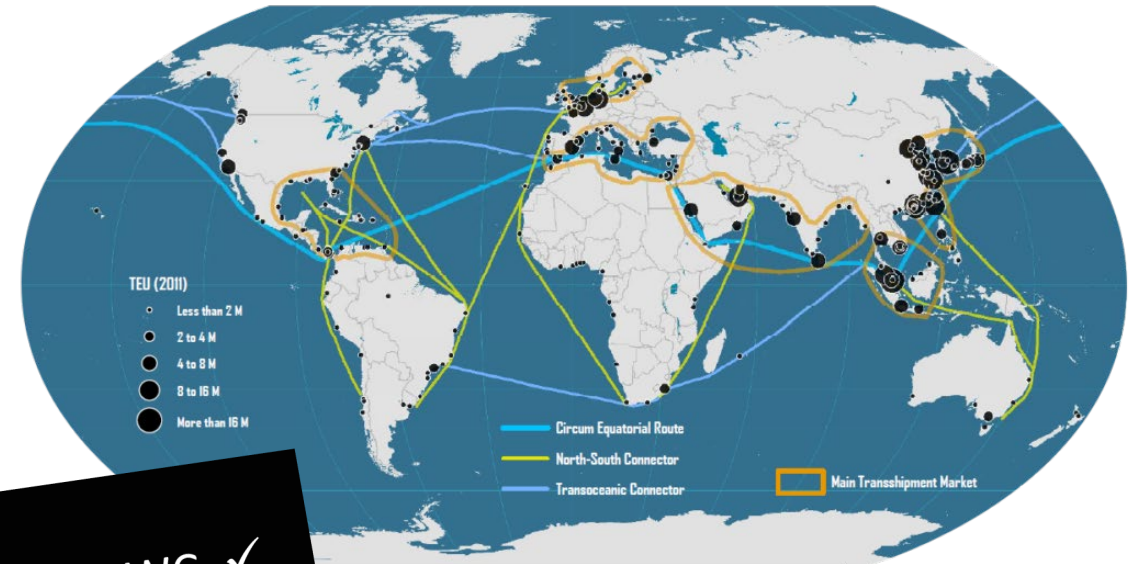 TEU (2011)
Less than 2 M
2 to 4 M
4 to 8 M
8 to 16 M
More than 16 M
Circum Equatorial Route
North-South Connector
Transoceanic Connector
Main Transshipment Market